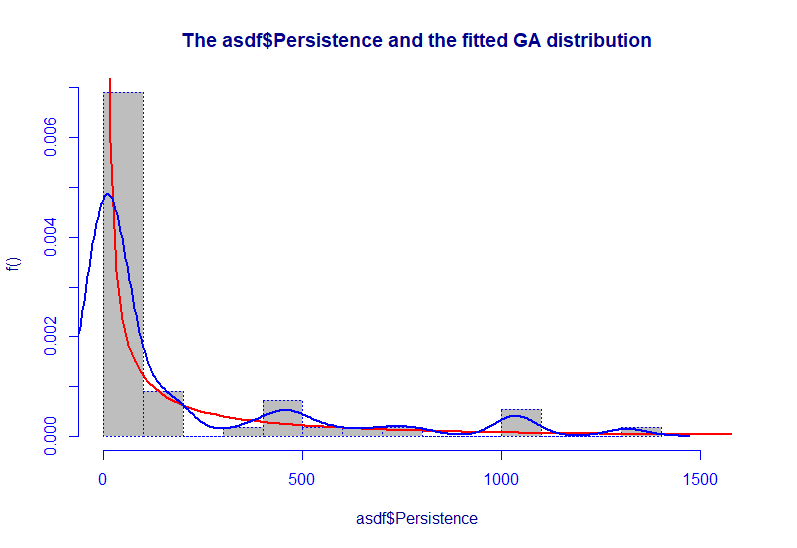 The asdf$Persistence and the fitted GA distribution
f()
0.006
0.004
0.002
0.000
0
500
1000
1500
asdf$Persistence